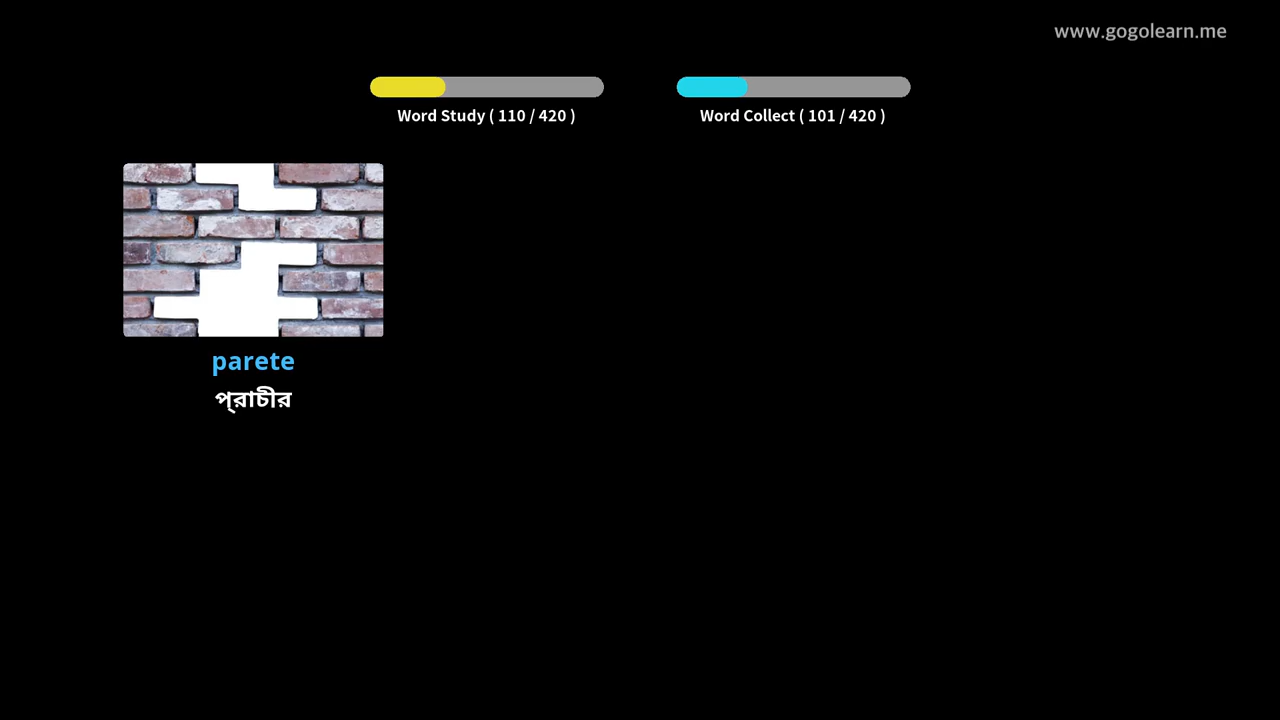 www.gogolearn.me
Word Study ( 110 / 420 )
Word Collect ( 101 / 420 )
parete
প্রাচীর